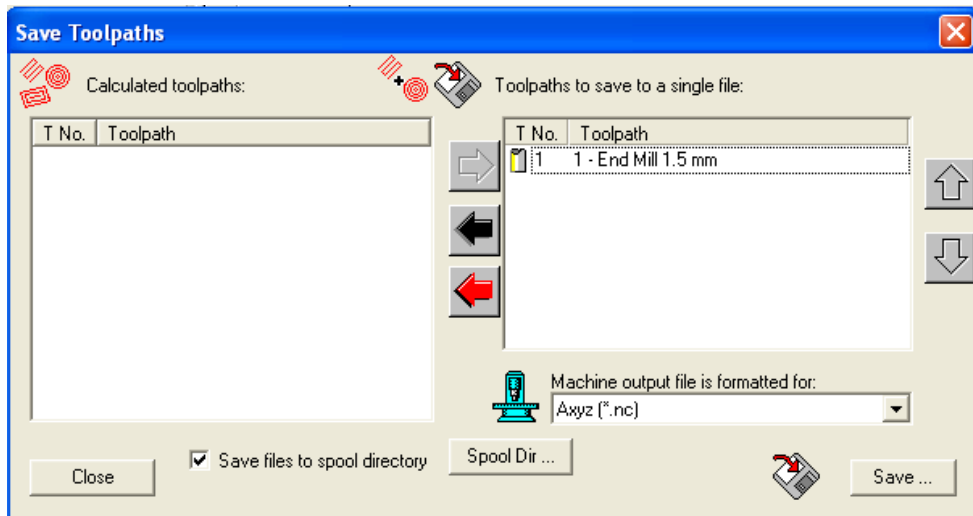 Save Toolpaths
Calculated toolpaths:
Toolpaths to save to a single file:
T No. Toolpath
T No. Toolpath
1 1 - End Mill 1.5 mm
Machine output file is formatted for:
Axyz (*.nc)
Save files to spool directory
Spool Dir ...
Close
Save ...